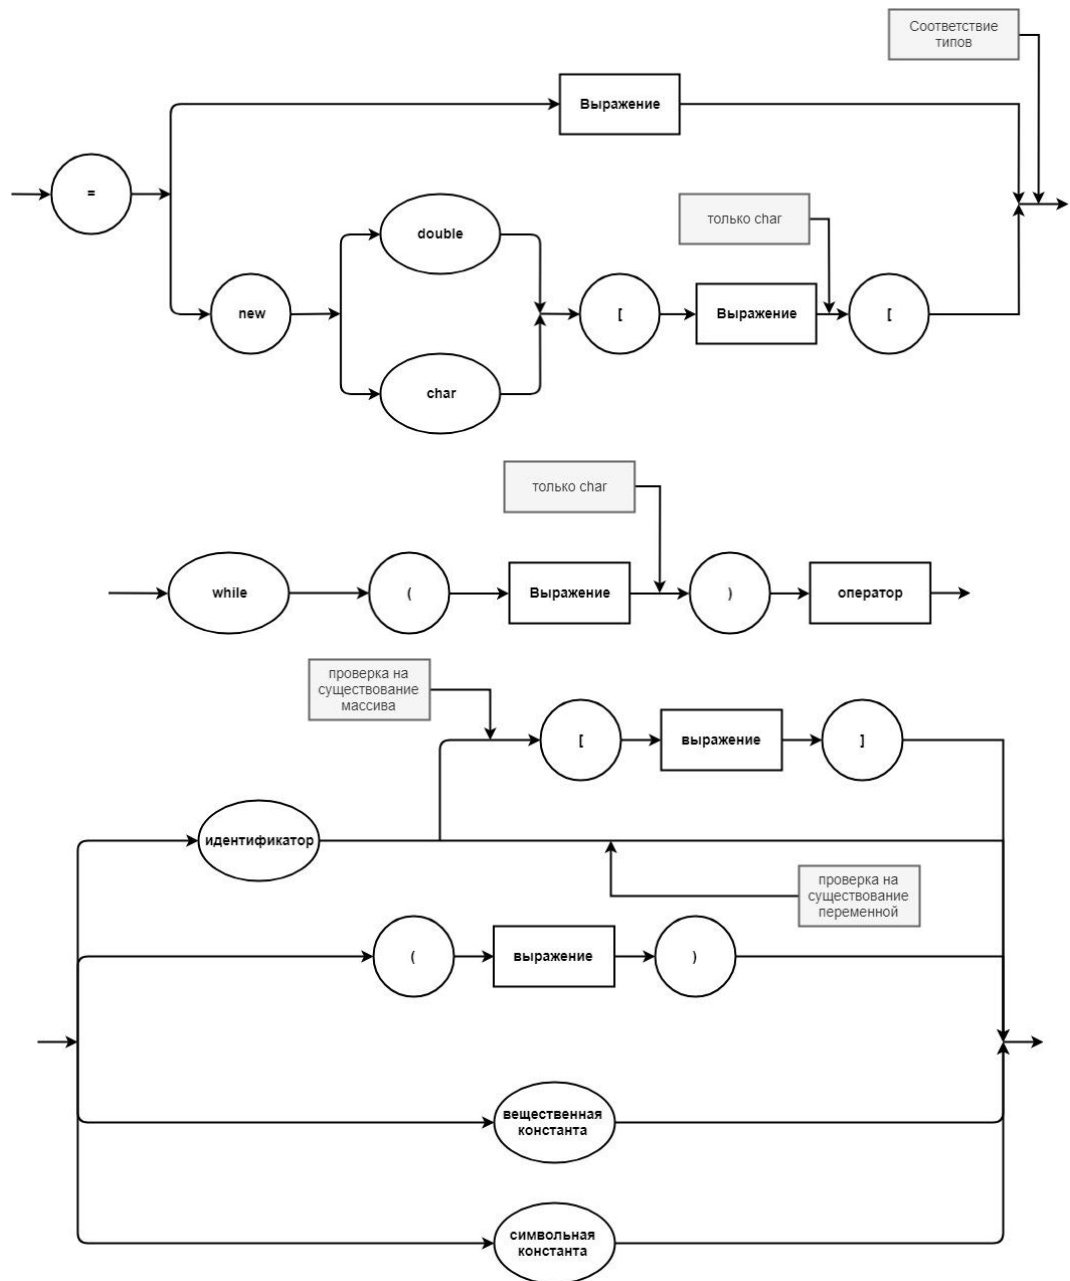 Соответствие
типов
Выражение
=
double
только char
new
[
Выражение
[
char
только char
while
(
Выражение
)
оператор
проверка на
существование
массива
[
выражение
]
идентификатор
проверка на
существование
переменной
(
выражение
)
вещественная
константа
символьная
константа